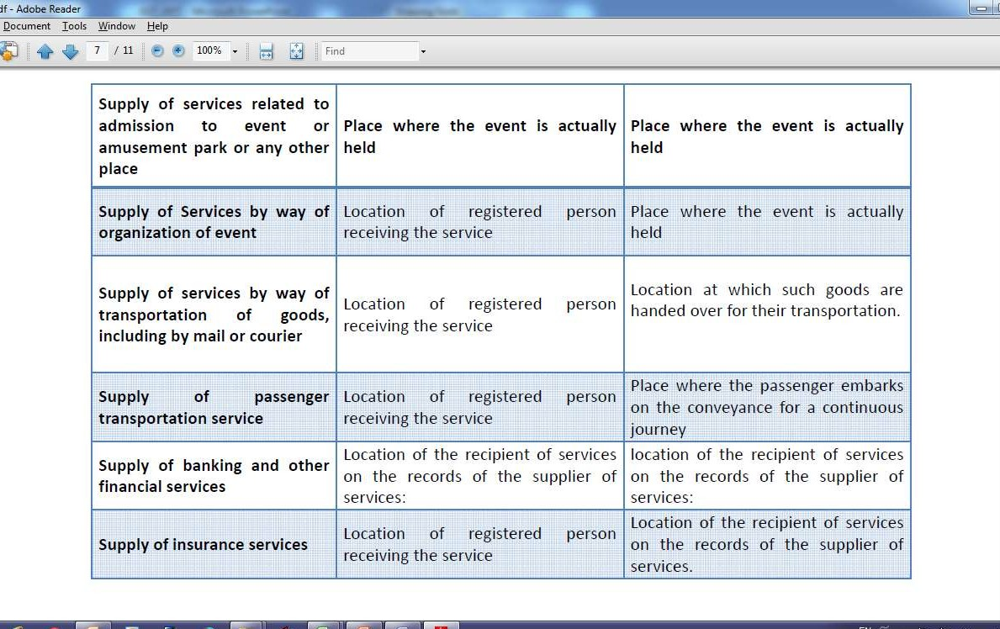 df - Adobe Reader
Document Tools Window Help
7 / 11 100% Find
Supply of services related to
admission to event or
amusement park or any other
place
Place where the event is actually
held
Place where the event is actually
held
Supply of Services by way of
organization of event
Location of registered person
receiving the service
Place where the event is actually
held
Supply of services by way of
transportation of goods,
including by mail or courier
Location of registered person
receiving the service
Location at which such goods are
handed over for their transportation.
Supply of passenger
transportation service
Location of registered person
receiving the service
Place where the passenger embarks
on the conveyance for a continuous
journey
Supply of banking and other
financial services
Location of the recipient of services
on the records of the supplier of
services:
location of the recipient of services
on the records of the supplier of
services:
Supply of insurance services
Location of registered person
receiving the service
Location of the recipient of services
on the records of the supplier of
services.